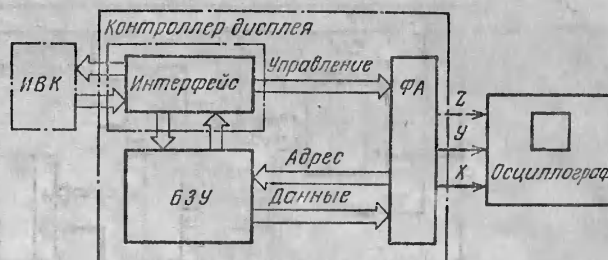 Контроллер дисплея
ИВК
Интерфейс
Управление
ФА
Z
У
X
Осциллограф
БЗУ
Адрес
Данные